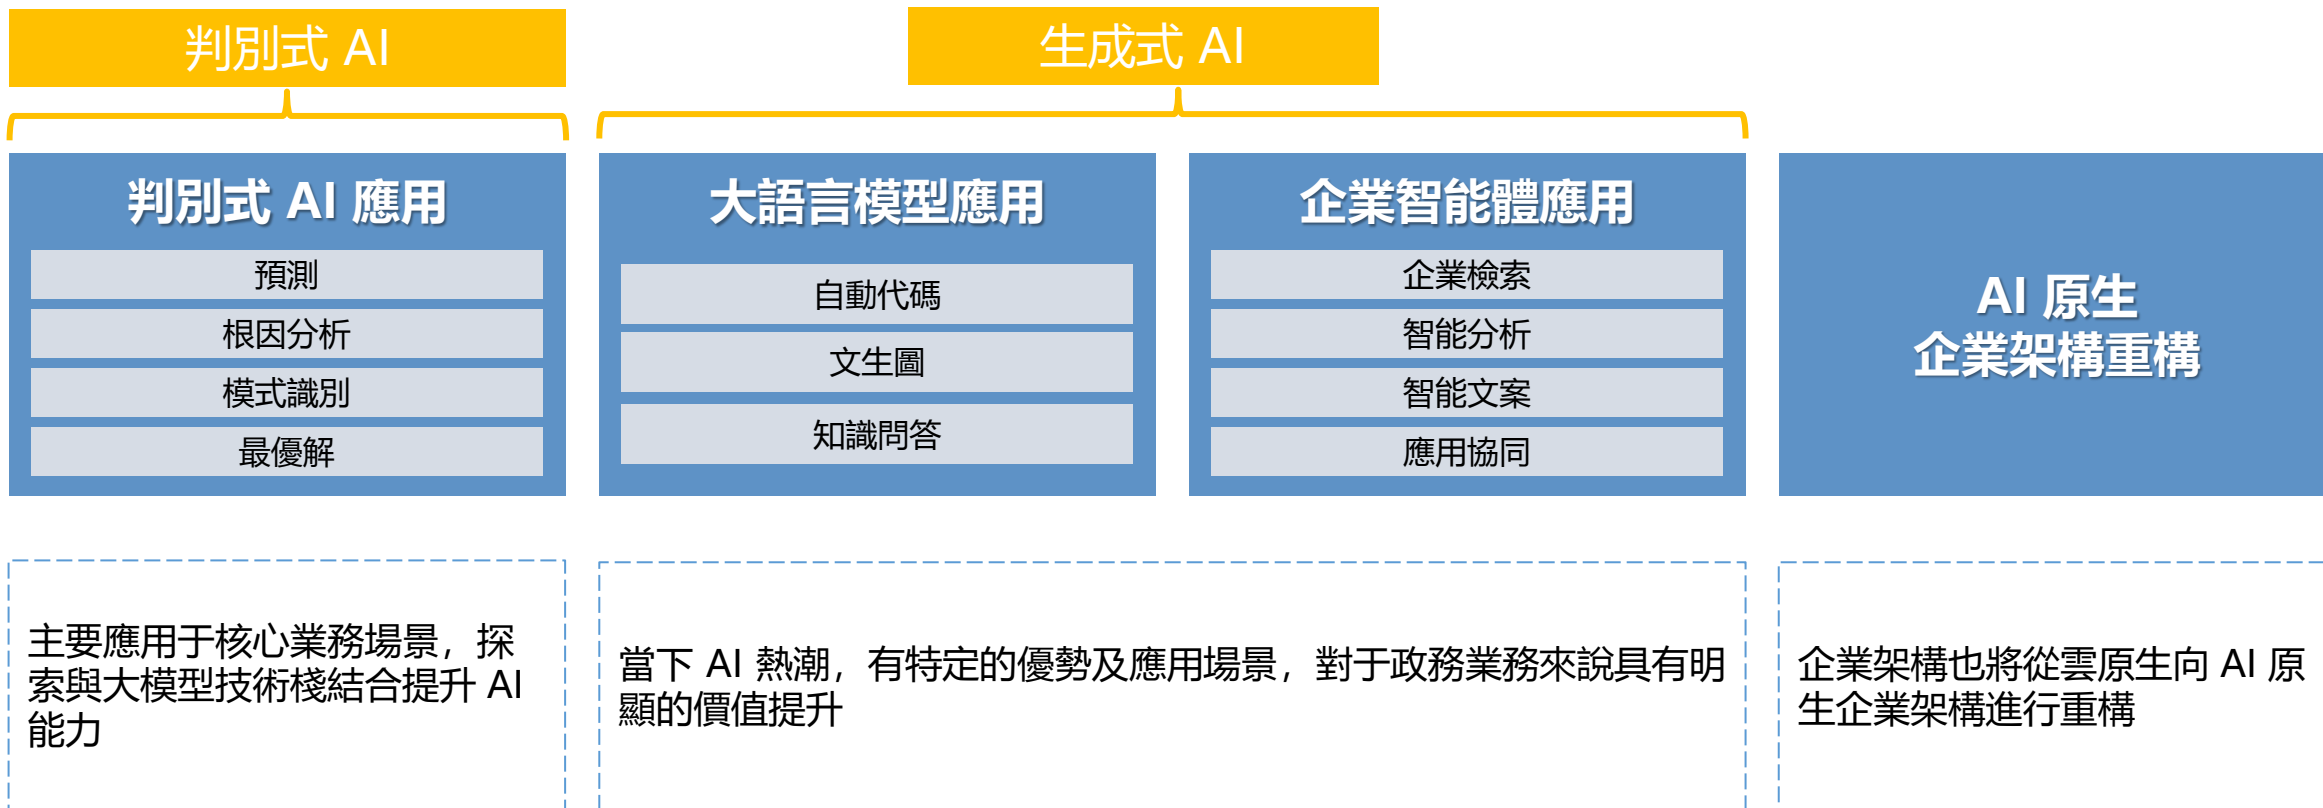 判別式 AI
生成式 AI
判別式 AI 應用
預測
根因分析
模式識別
最優解
大語言模型應用
自動代碼
文生圖
知識問答
企業智能體應用
企業檢索
智能分析
智能文案
應用協同
AI 原生
企業架構重構
主要應用于核心業務場景，探
索與大模型技術棧結合提升 AI
能力
當下 AI 熱潮，有特定的優勢及應用場景，對于政務業務來說具有明
顯的價值提升
企業架構也將從雲原生向 AI 原
生企業架構進行重構